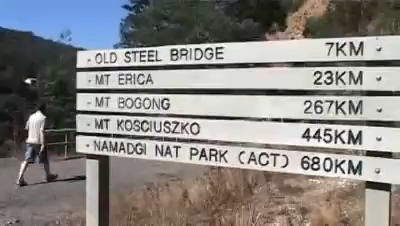 - OLD STEEL BRIDGE 7KM
- MT ERICA 23KM
- MT BOGONG 267KM
- MT KOSCIUSZKO 445KM
- NAMADGI NAT PARK (ACT) 680KM